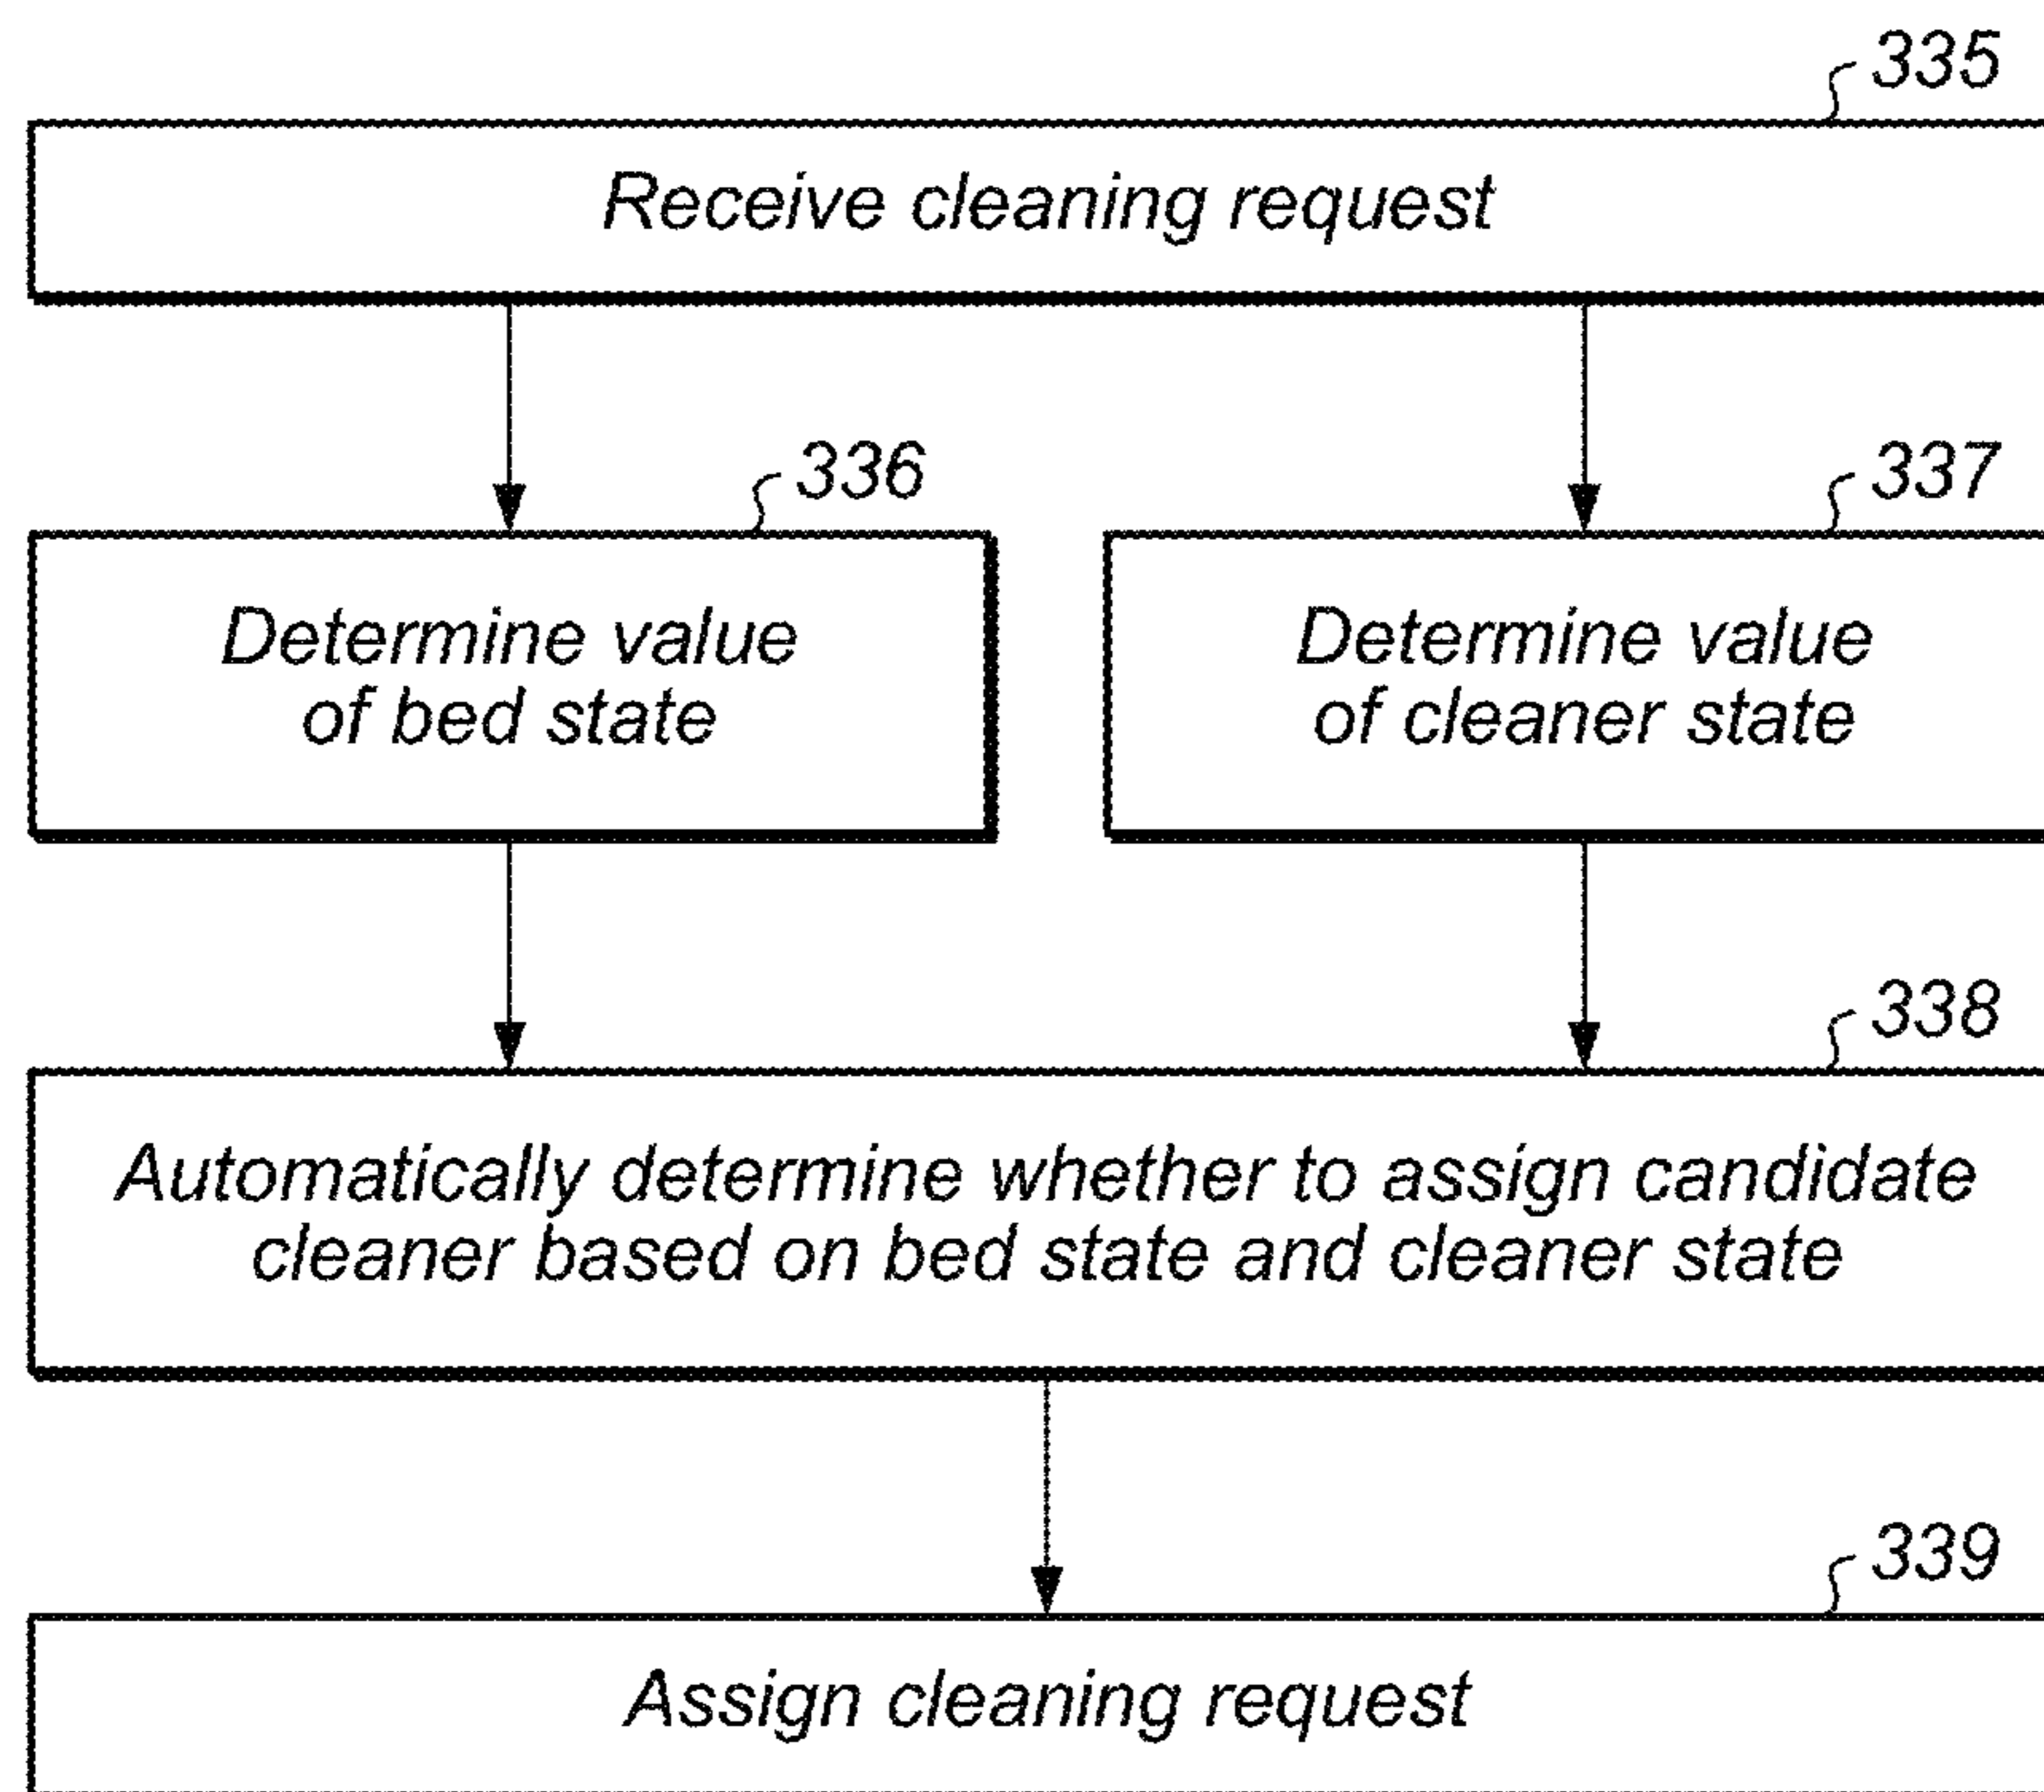 335
Receive cleaning request
336
337
Determine value
of bed state
Determine value
of cleaner state
338
Automatically determine whether to assign candidate
cleaner based on bed state and cleaner state
339
Assign cleaning request